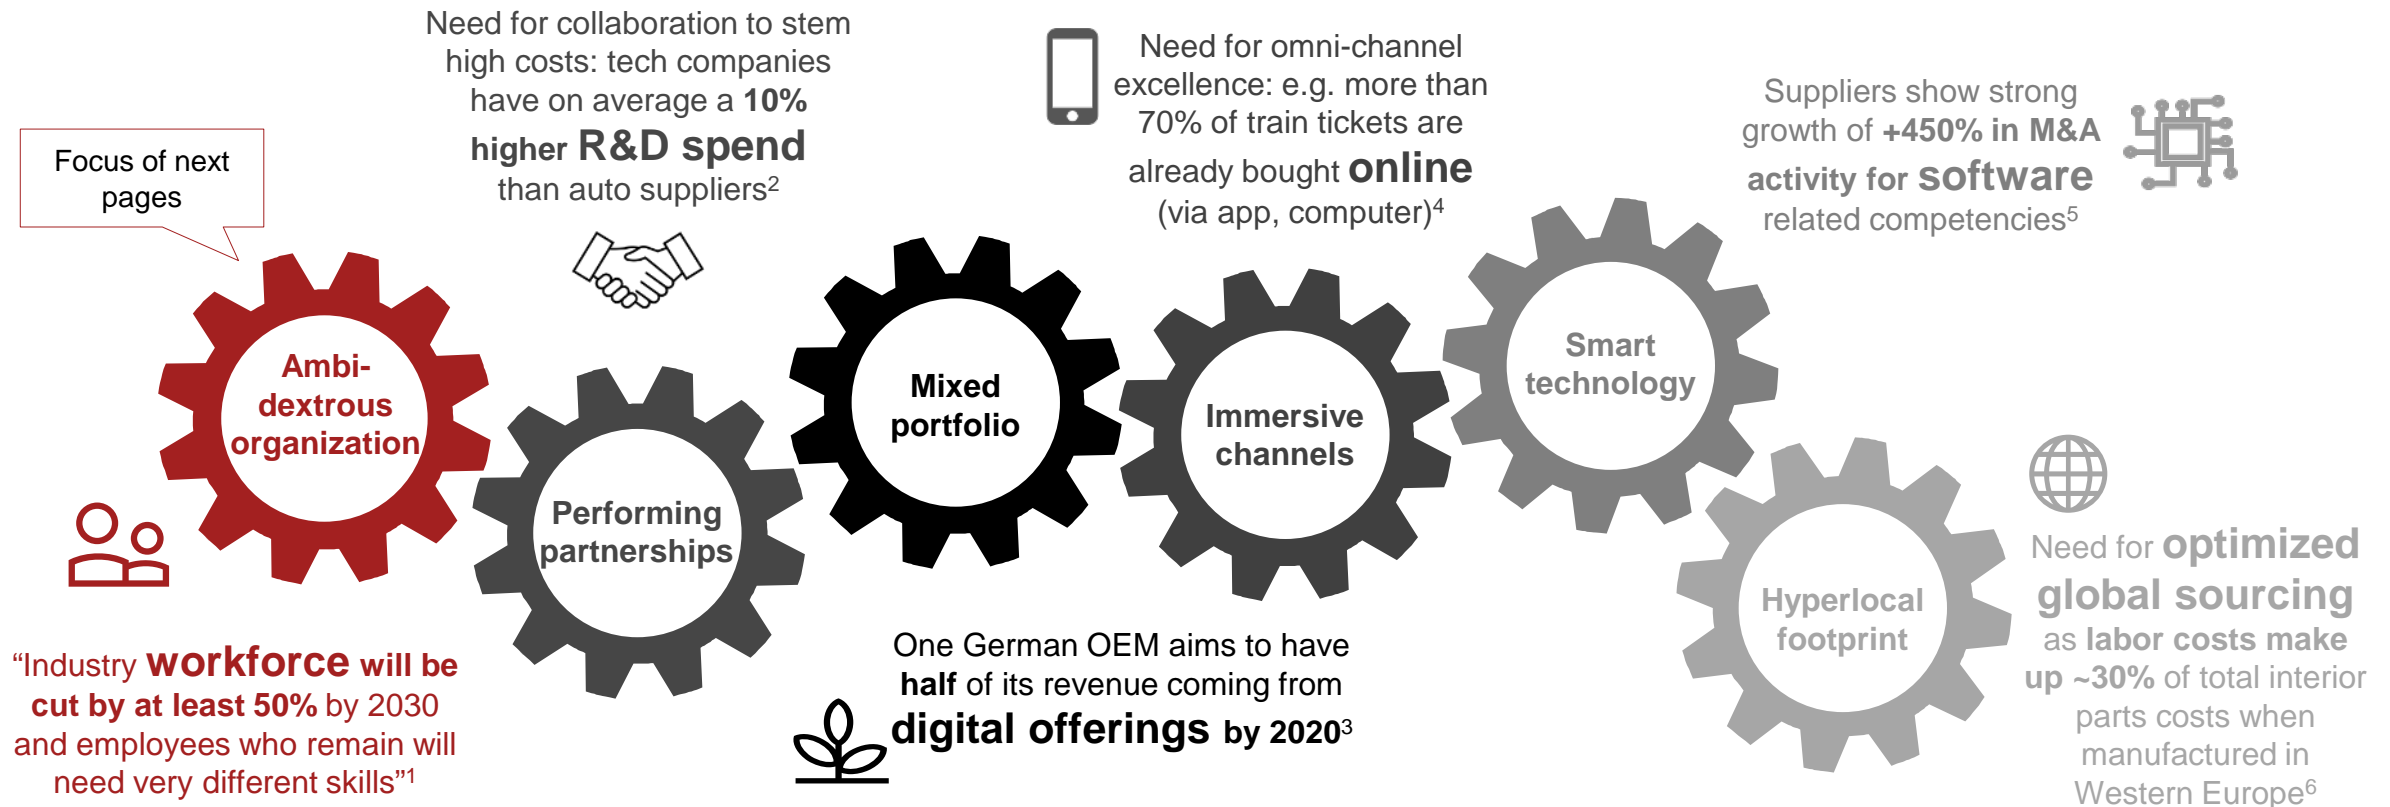 Focus of next
pages
Ambi-
dextrous
organization
“Industry workforce will be
cut by at least 50% by 2030
and employees who remain will
need very different skills”1
Need for collaboration to stem
high costs: tech companies
have on average a 10%
higher R&D spend
than auto suppliers2
Performing
partnerships
Mixed
portfolio
One German OEM aims to have
half of its revenue coming from
digital offerings by 20203
Need for omni-channel
excellence: e.g. more than
70% of train tickets are
already bought online
(via app, computer)4
Immersive
channels
Suppliers show strong
growth of +450% in M&A
activity for software
related competencies5
Smart
technology
Hyperlocal
footprint
Need for optimized
global sourcing
as labor costs make
up ~30% of total interior
parts costs when
manufactured in
Western Europe6